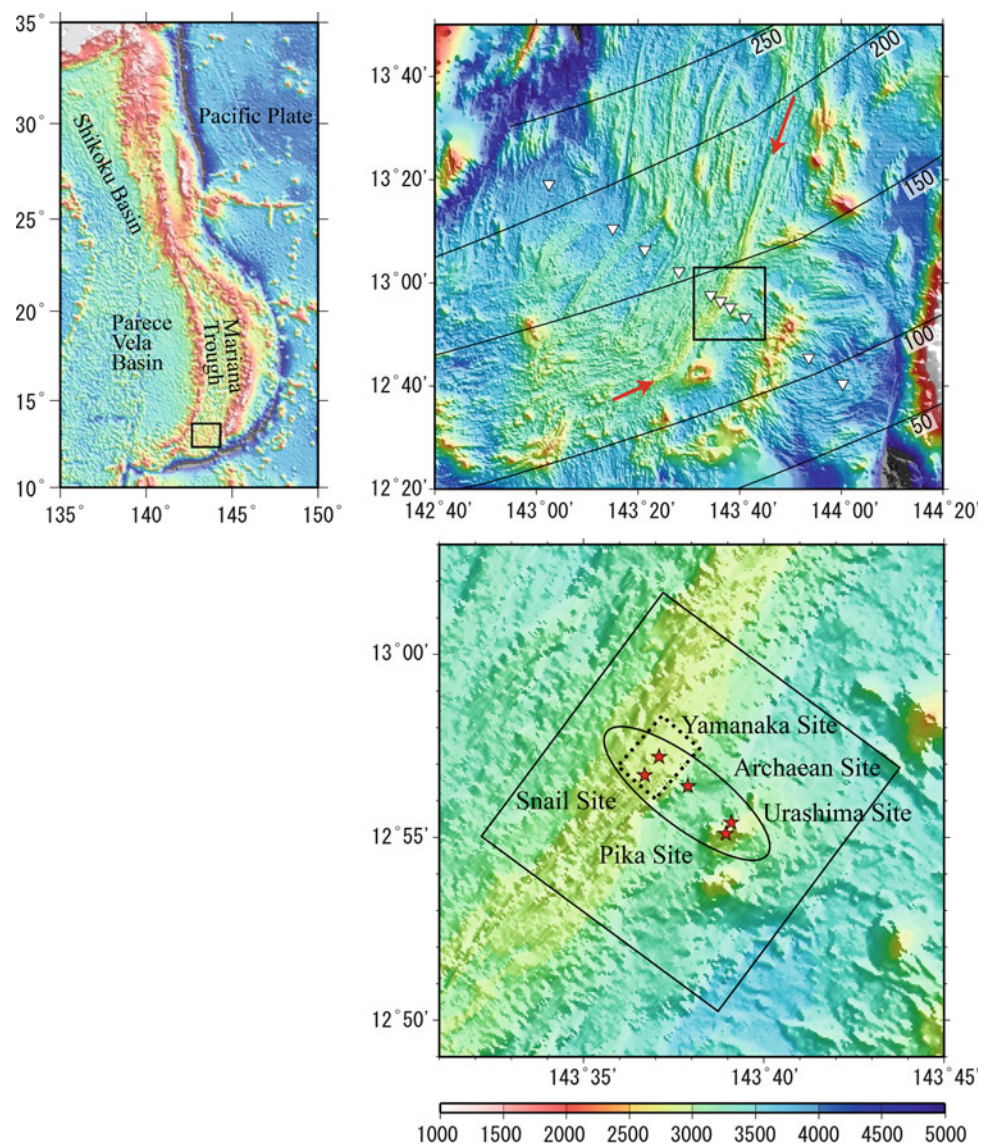 35°
30°
25°
20°
15°
10°
135°
140°
145°
150°
Pacific Plate
Shikoku Basin
Parece
Vela
Basin
Mariana
Trough
13°40'
13°20'
13°00'
12°40'
12°20'
142°40'
143°00'
143°20'
143°40'
144°00'
144°20'
250
200
150
100
50
13°00'
12°55'
12°50'
143°35'
143°40'
143°45'
Yamanaka Site
Archaean Site
Snail Site
Urashima Site
Pika Site
1000 1500 2000 2500 3000 3500 4000 4500 5000